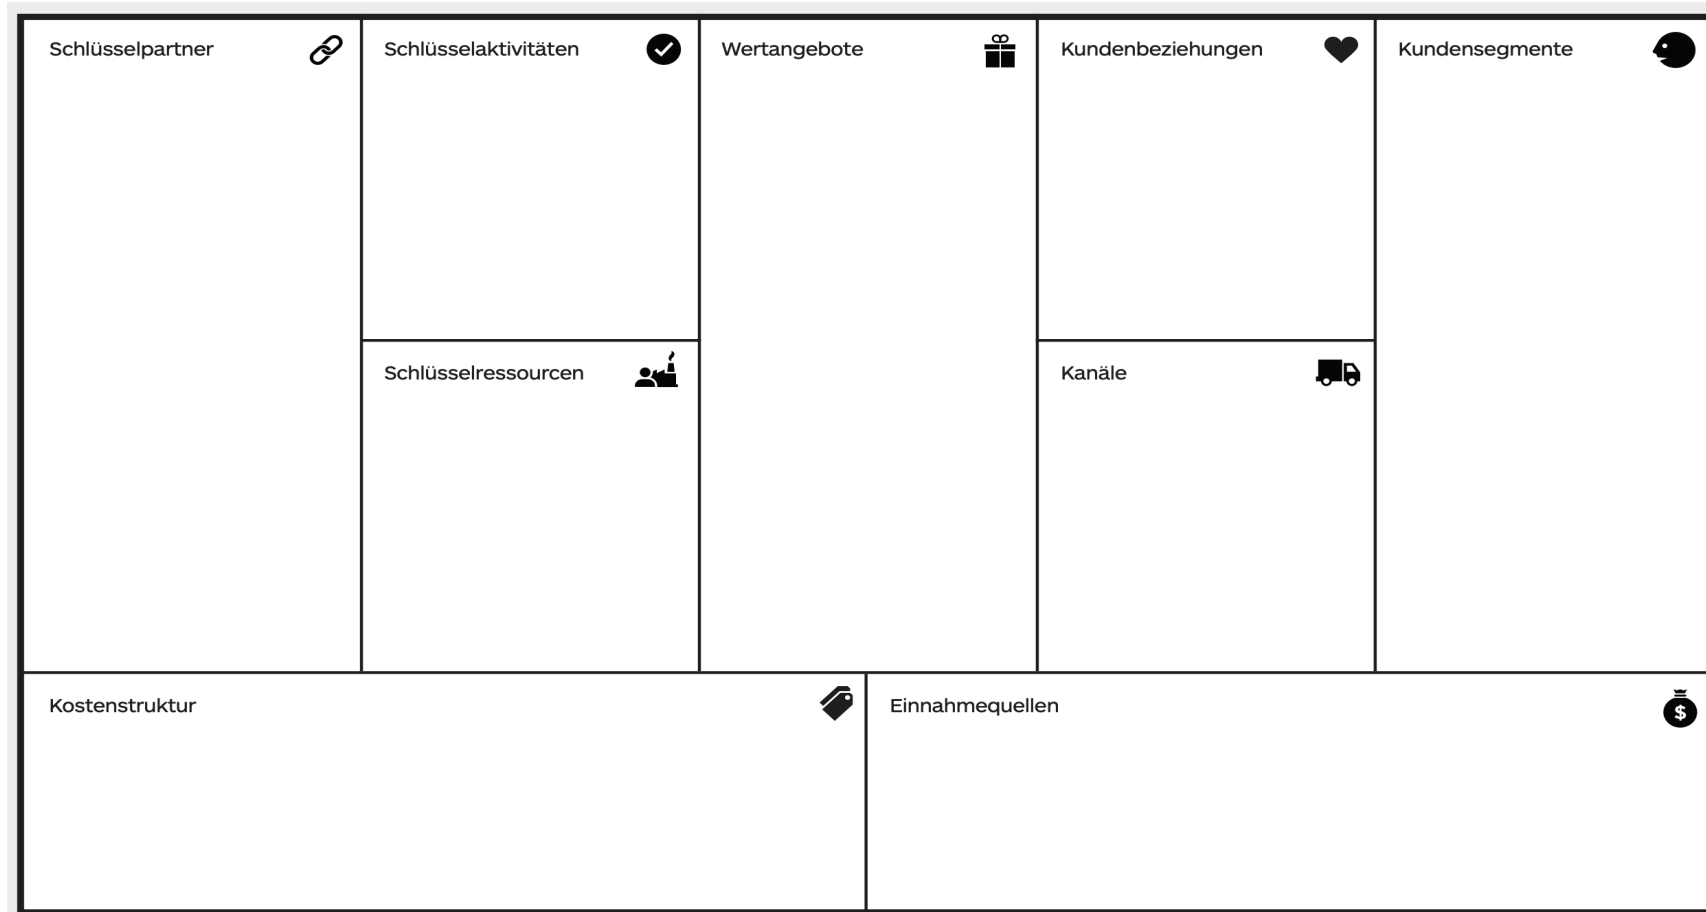 Schlüsselpartner
Schlüsselaktivitäten
Wertangebote
Kundenbeziehungen
Kundensegmente
Schlüsselressourcen
Kanäle
Kostenstruktur
Einnahmequellen
$